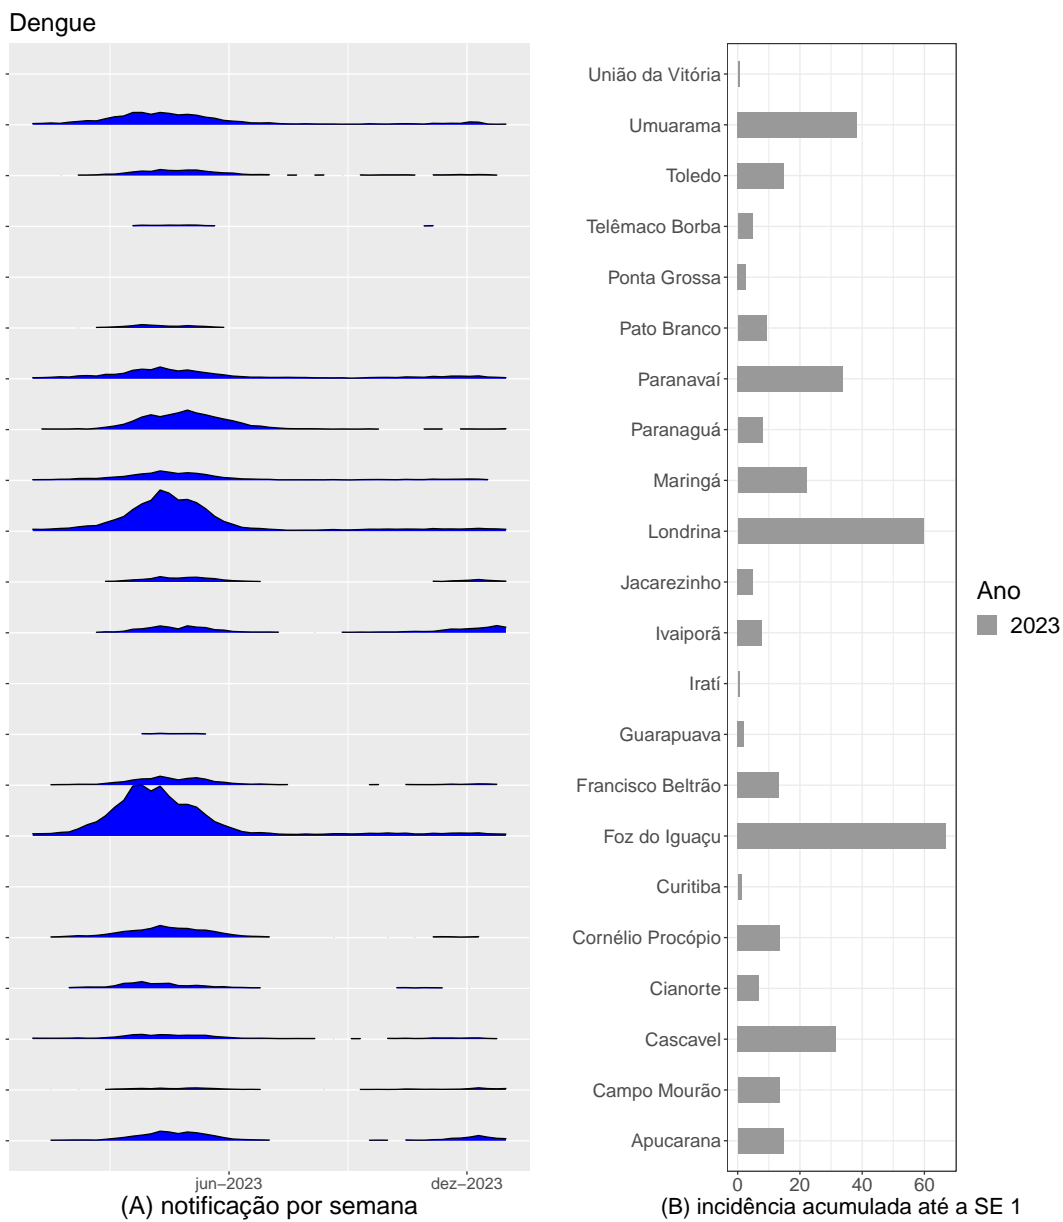 Dengue
União da Vitória
Umuarama
Toledo
Telêmaco Borba
Ponta Grossa
Pato Branco
Paranavaí
Paranaguá
Maringá
Londrina
Jacarezinho
Ivaiporã
Iratí
Guarapuava
Francisco Beltrão
Foz do Iguaçu
Curitiba
Cornélio Procópio
Cianorte
Cascavel
Campo Mourão
Apucarana
Ano
2023
jun−2023 dez−2023
0 20 40 60
(A) notificação por semana
(B) incidência acumulada até a SE 1